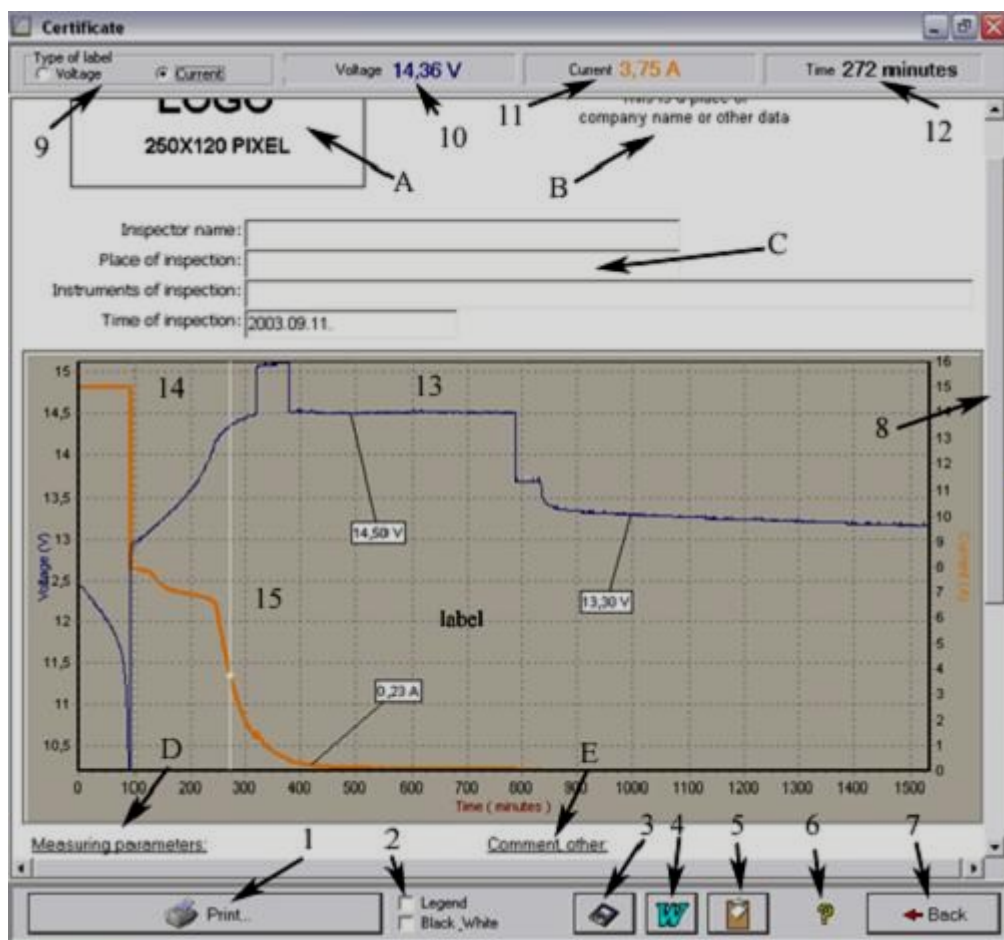 Certificate
Type of label
Voltage Current
Voltage 14,36 V
Current 3,75 A
Time 272 minutes
9
10
11
12
LOGO
250X120 PIXEL
A
This is a place of
company name or other data
B
Inspector name:
Place of inspection:
C
Instruments of inspection:
Time of inspection: 2003.09.11.
15
14,5
14
13,5
13
12,5
12
11,5
11
10,5
Voltage (V)
14
13
8
14,50 V
13,30 V
15
label
0,23 A
D
E
16
15
14
13
12
11
10
9
8
7
6
5
4
3
2
1
0
Current (A)
0 100 200 300 400 500 600 700 800 900 1000 1100 1200 1300 1400 1500
Time ( minutes )
Measuring parameters:
Comment, other:
1
2
3
4
5
6
7
Print...
Legend
Black_White
W
?
Back